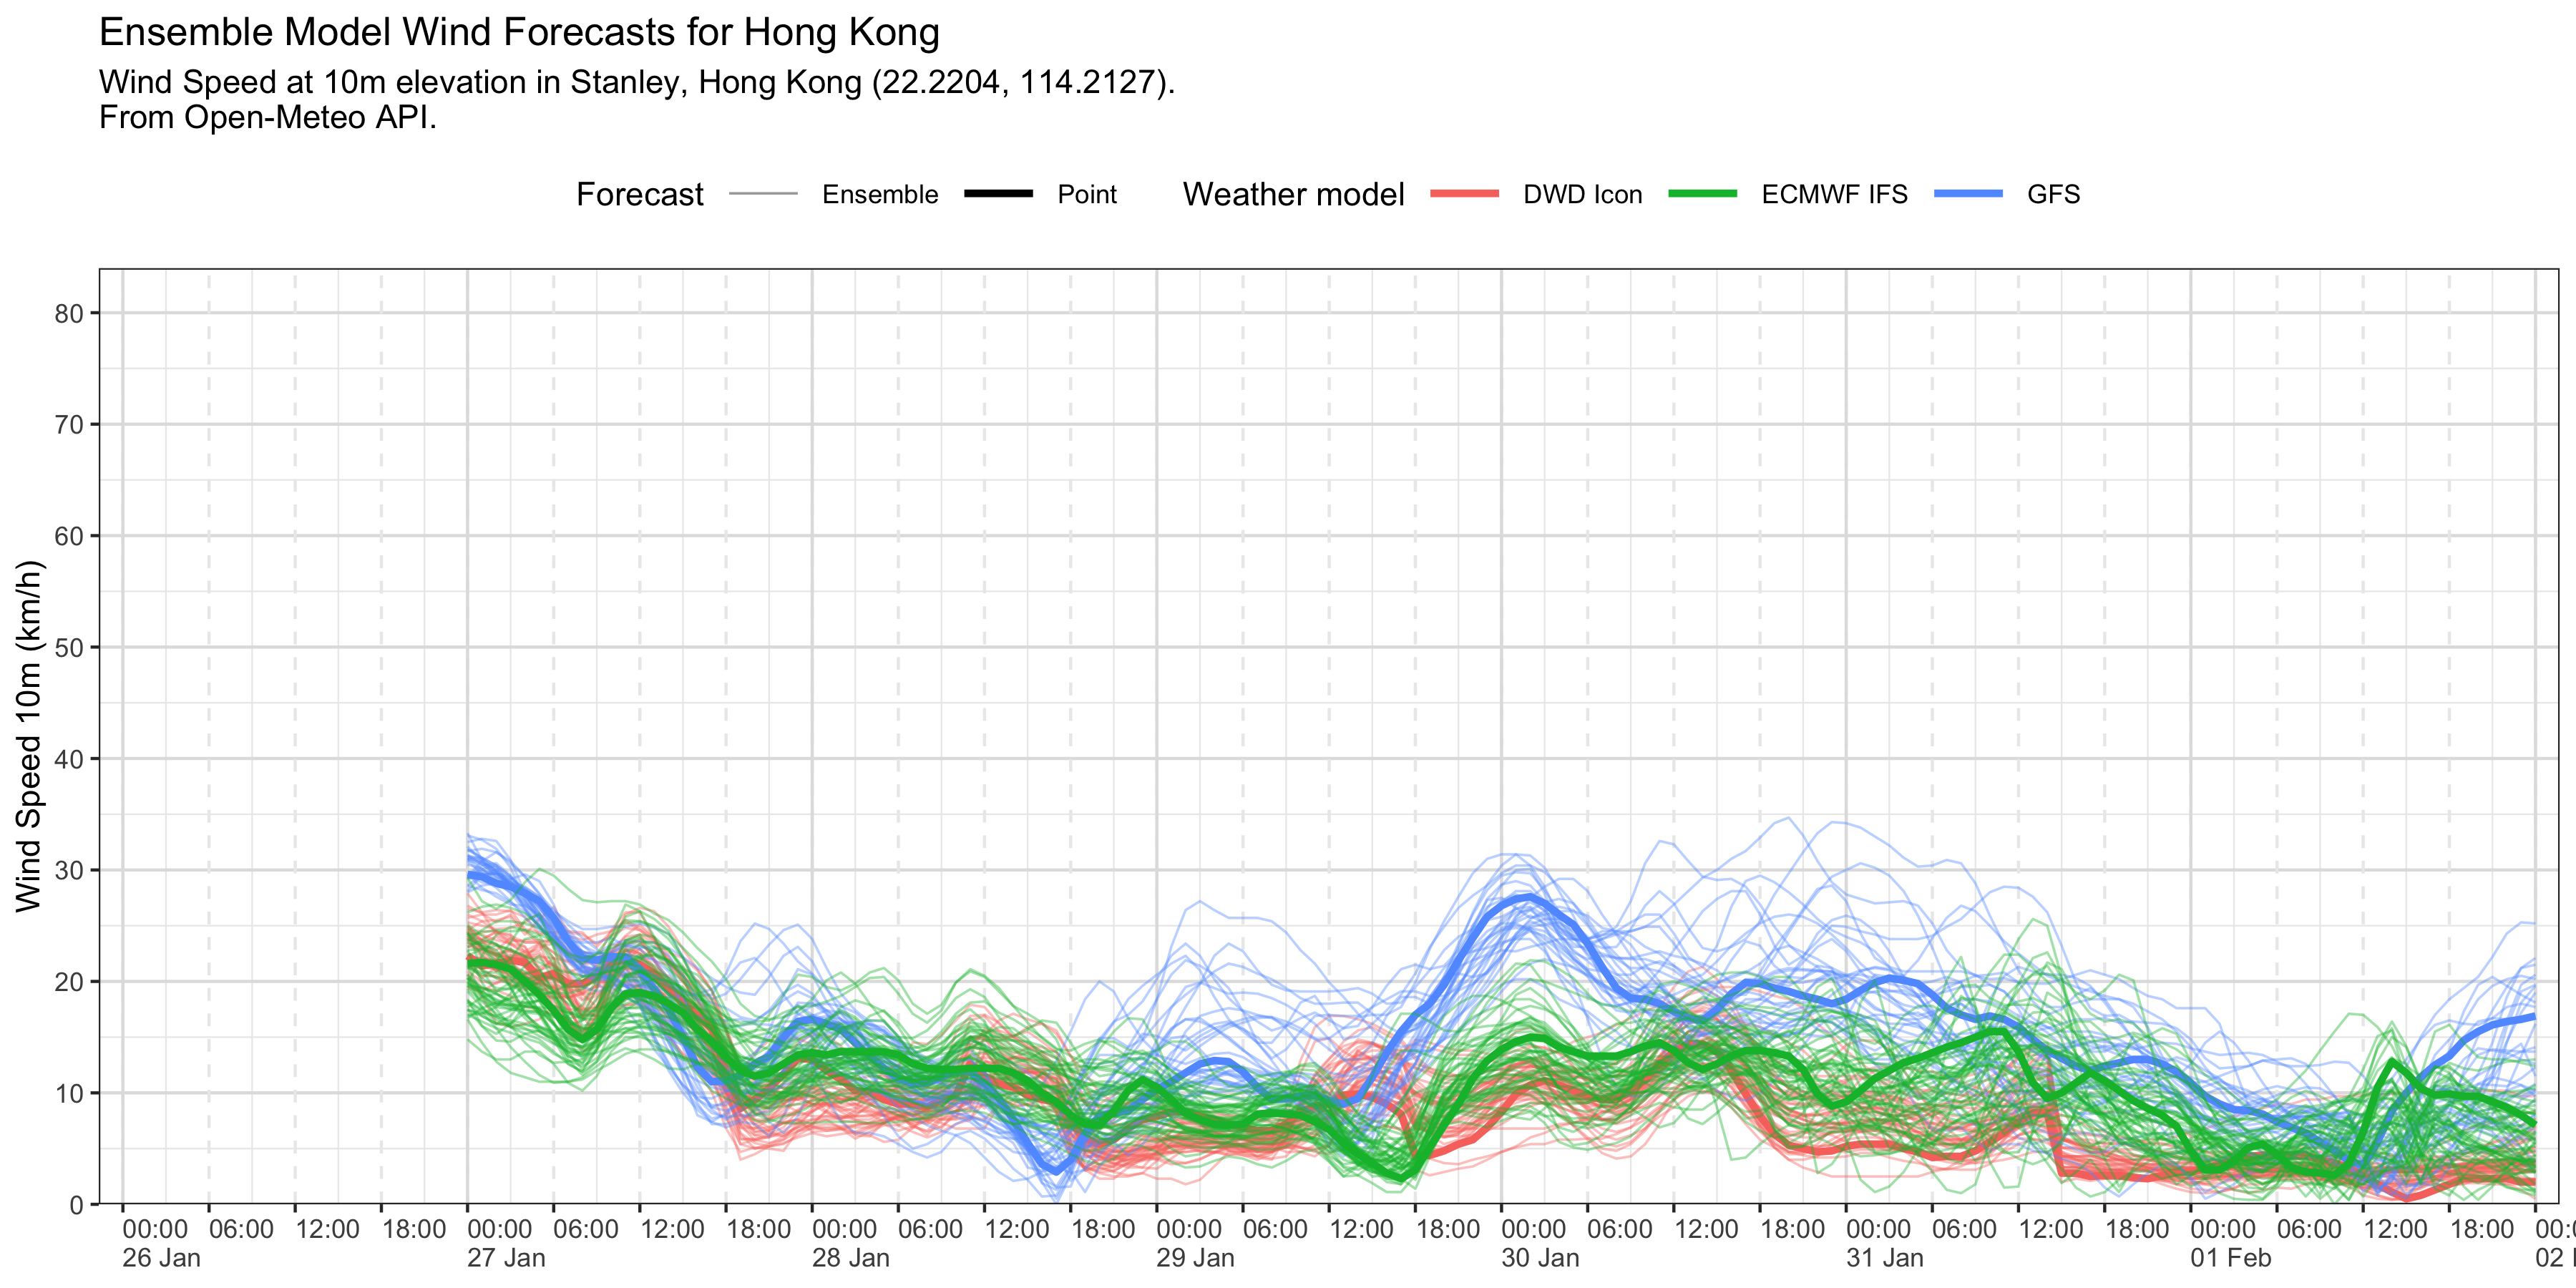 Ensemble Model Wind Forecasts for Hong Kong
Wind Speed at 10m elevation in Stanley, Hong Kong (22.2204, 114.2127).
From Open-Meteo API.
Forecast Ensemble Point Weather model DWD Icon ECMWF IFS GFS
Wind Speed 10m (km/h)
80
70
60
50
40
30
20
10
0
00:00 06:00 12:00 18:00 00:00 06:00 12:00 18:00 00:00 06:00 12:00 18:00 00:00 06:00 12:00 18:00 00:00 06:00 12:00 18:00 00:00 06:00 12:00 18:00 00:00 06:00 12:00 18:00
26 Jan 27 Jan 28 Jan 29 Jan 30 Jan 31 Jan 01 Feb 02